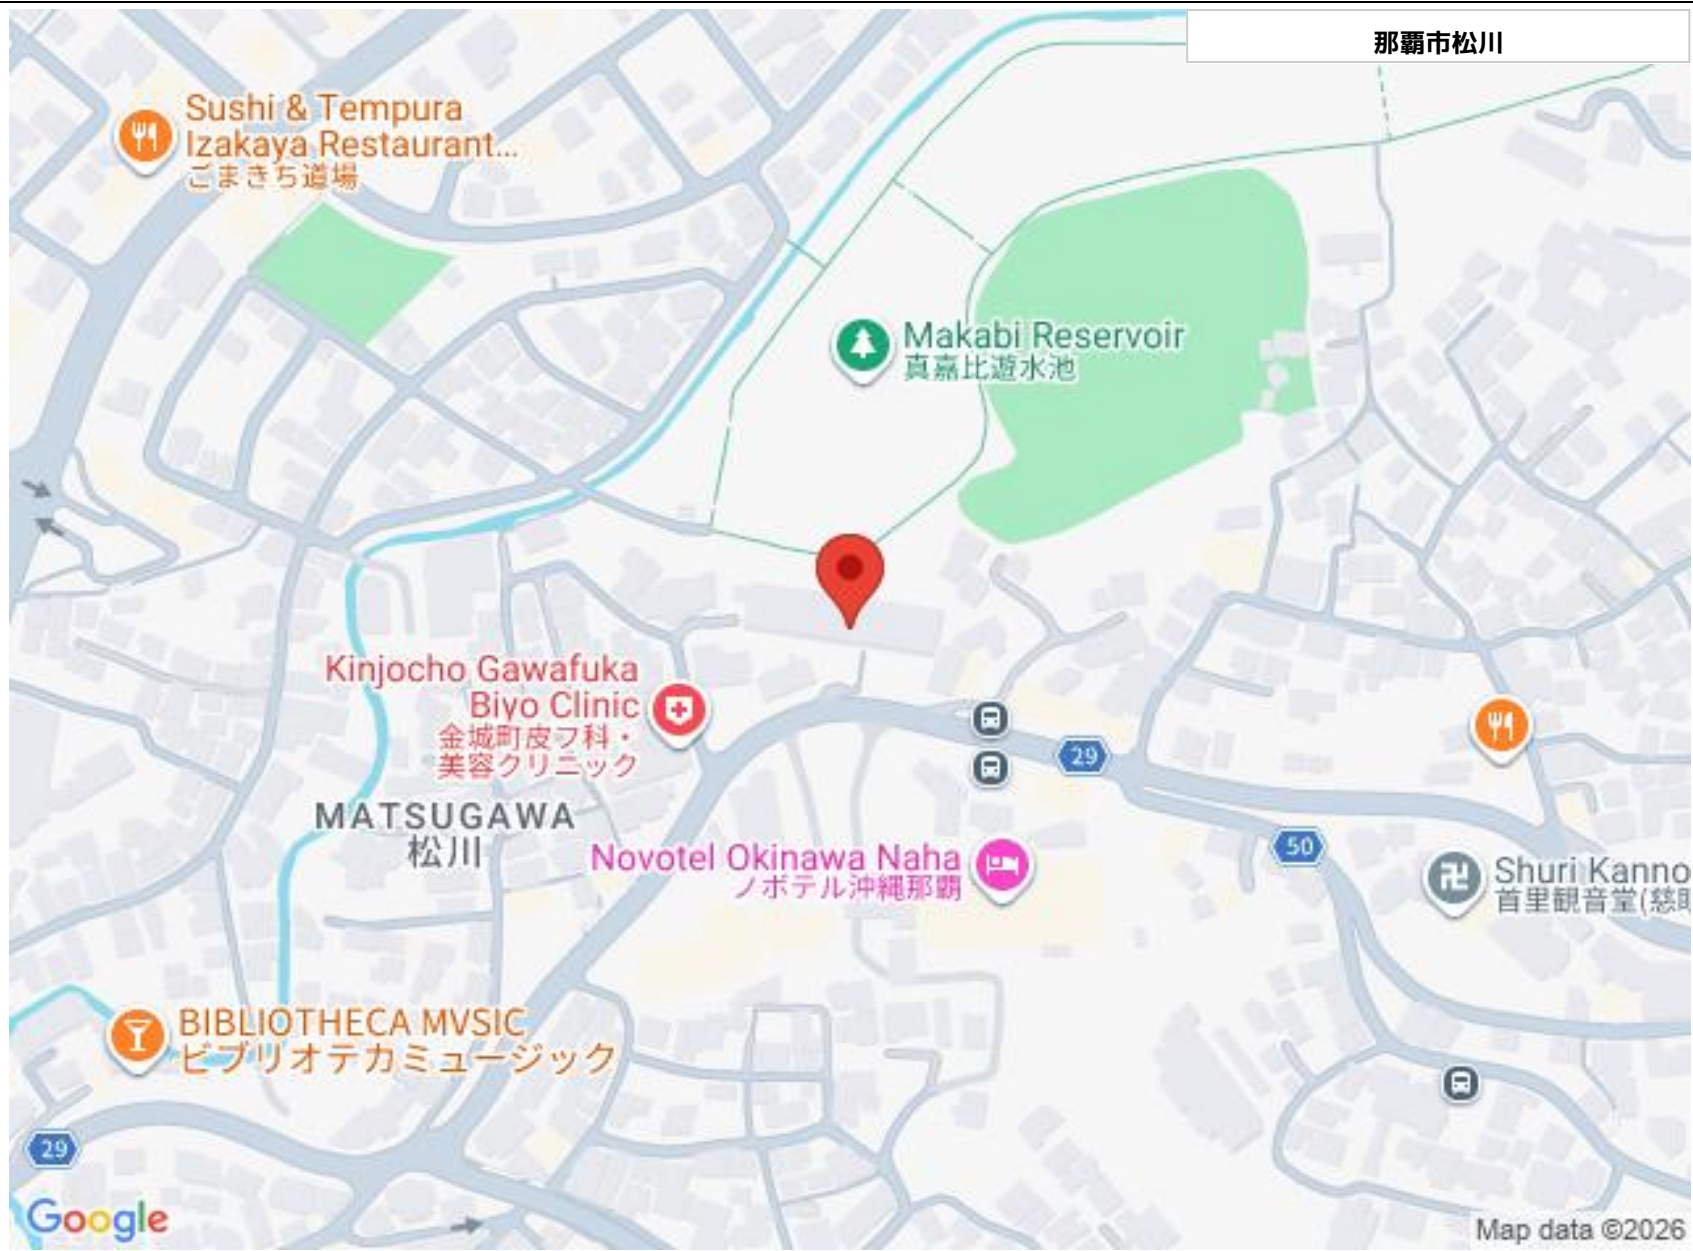 那覇市松川
Sushi & Tempura
Izakaya Restaurant...
ごまきち道場
Makabi Reservoir
真嘉比遊水池
Kinjocho Gawafuka
Biyo Clinic
金城町皮フ科・
美容クリニック
29
MATSUGAWA
松川
Novotel Okinawa Naha
ノボテル沖縄那覇
50
Shuri Kanno
首里観音堂(慈眼
BIBLIOTHECA MVSIC
ビブリオテカミュージック
29
Google
Map data ©2026